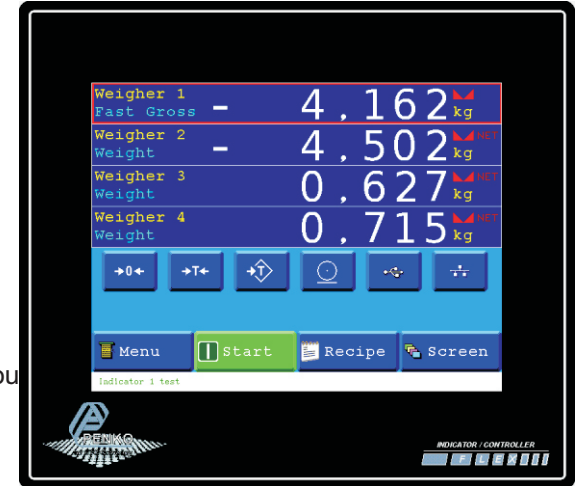 Weigher 1
Fast Gross - 4,162 kg
Weigher 2 NET
Weight - 4,502 kg
Weigher 3 NET
Weight 0,627 kg
Weigher 4 NET
Weight 0,715 kg
→0← →T← →T
Menu Start Recipe Screen
Indicator 1 test
ou
PENKO
INDICATOR / CONTROLLER
FLEX